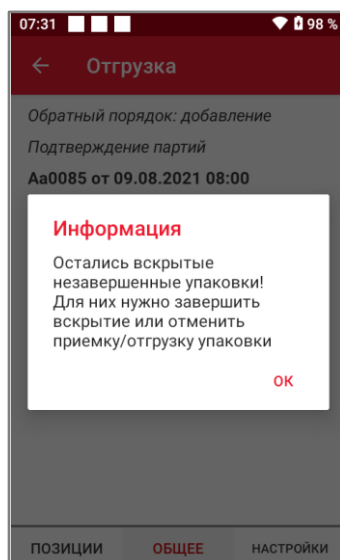 07:31 98 %
Отгрузка
Обратный порядок: добавление
Подтверждение партий
Аа0085 от 09.08.2021 08:00
Информация
Остались вскрытые
незавершенные упаковки!
Для них нужно завершить
вскрытие или отменить
приемку/отгрузку упаковки
ОК
ПОЗИЦИИ ОБЩЕЕ НАСТРОЙКИ